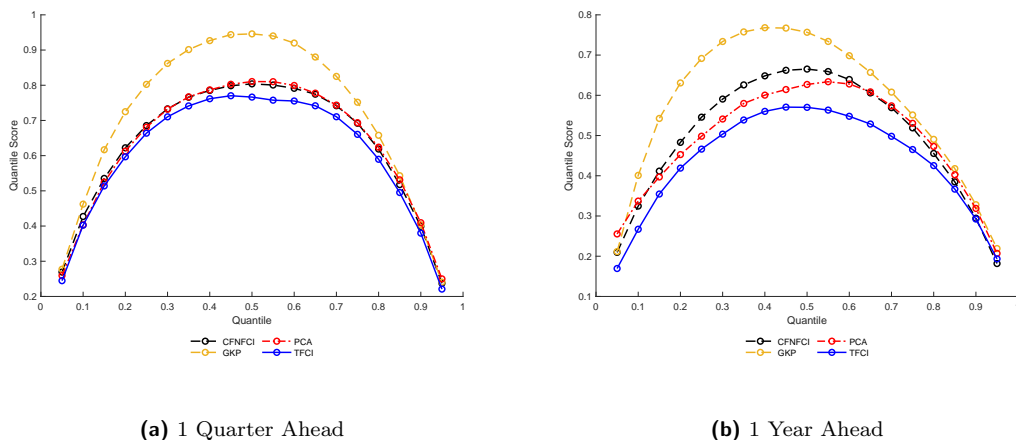 1
0.9
0.8
0.7
0.6
0.5
0.4
0.3
0.2
Quantile Score
0 0.1 0.2 0.3 0.4 0.5 0.6 0.7 0.8 0.9 1
Quantile
CFNFCI PCA
GKP TFCI
(a) 1 Quarter Ahead
0.8
0.7
0.6
0.5
0.4
0.3
0.2
0.1
Quantile Score
0 0.1 0.2 0.3 0.4 0.5 0.6 0.7 0.8 0.9
Quantile
CFNFCI PCA
GKP TFCI
(b) 1 Year Ahead